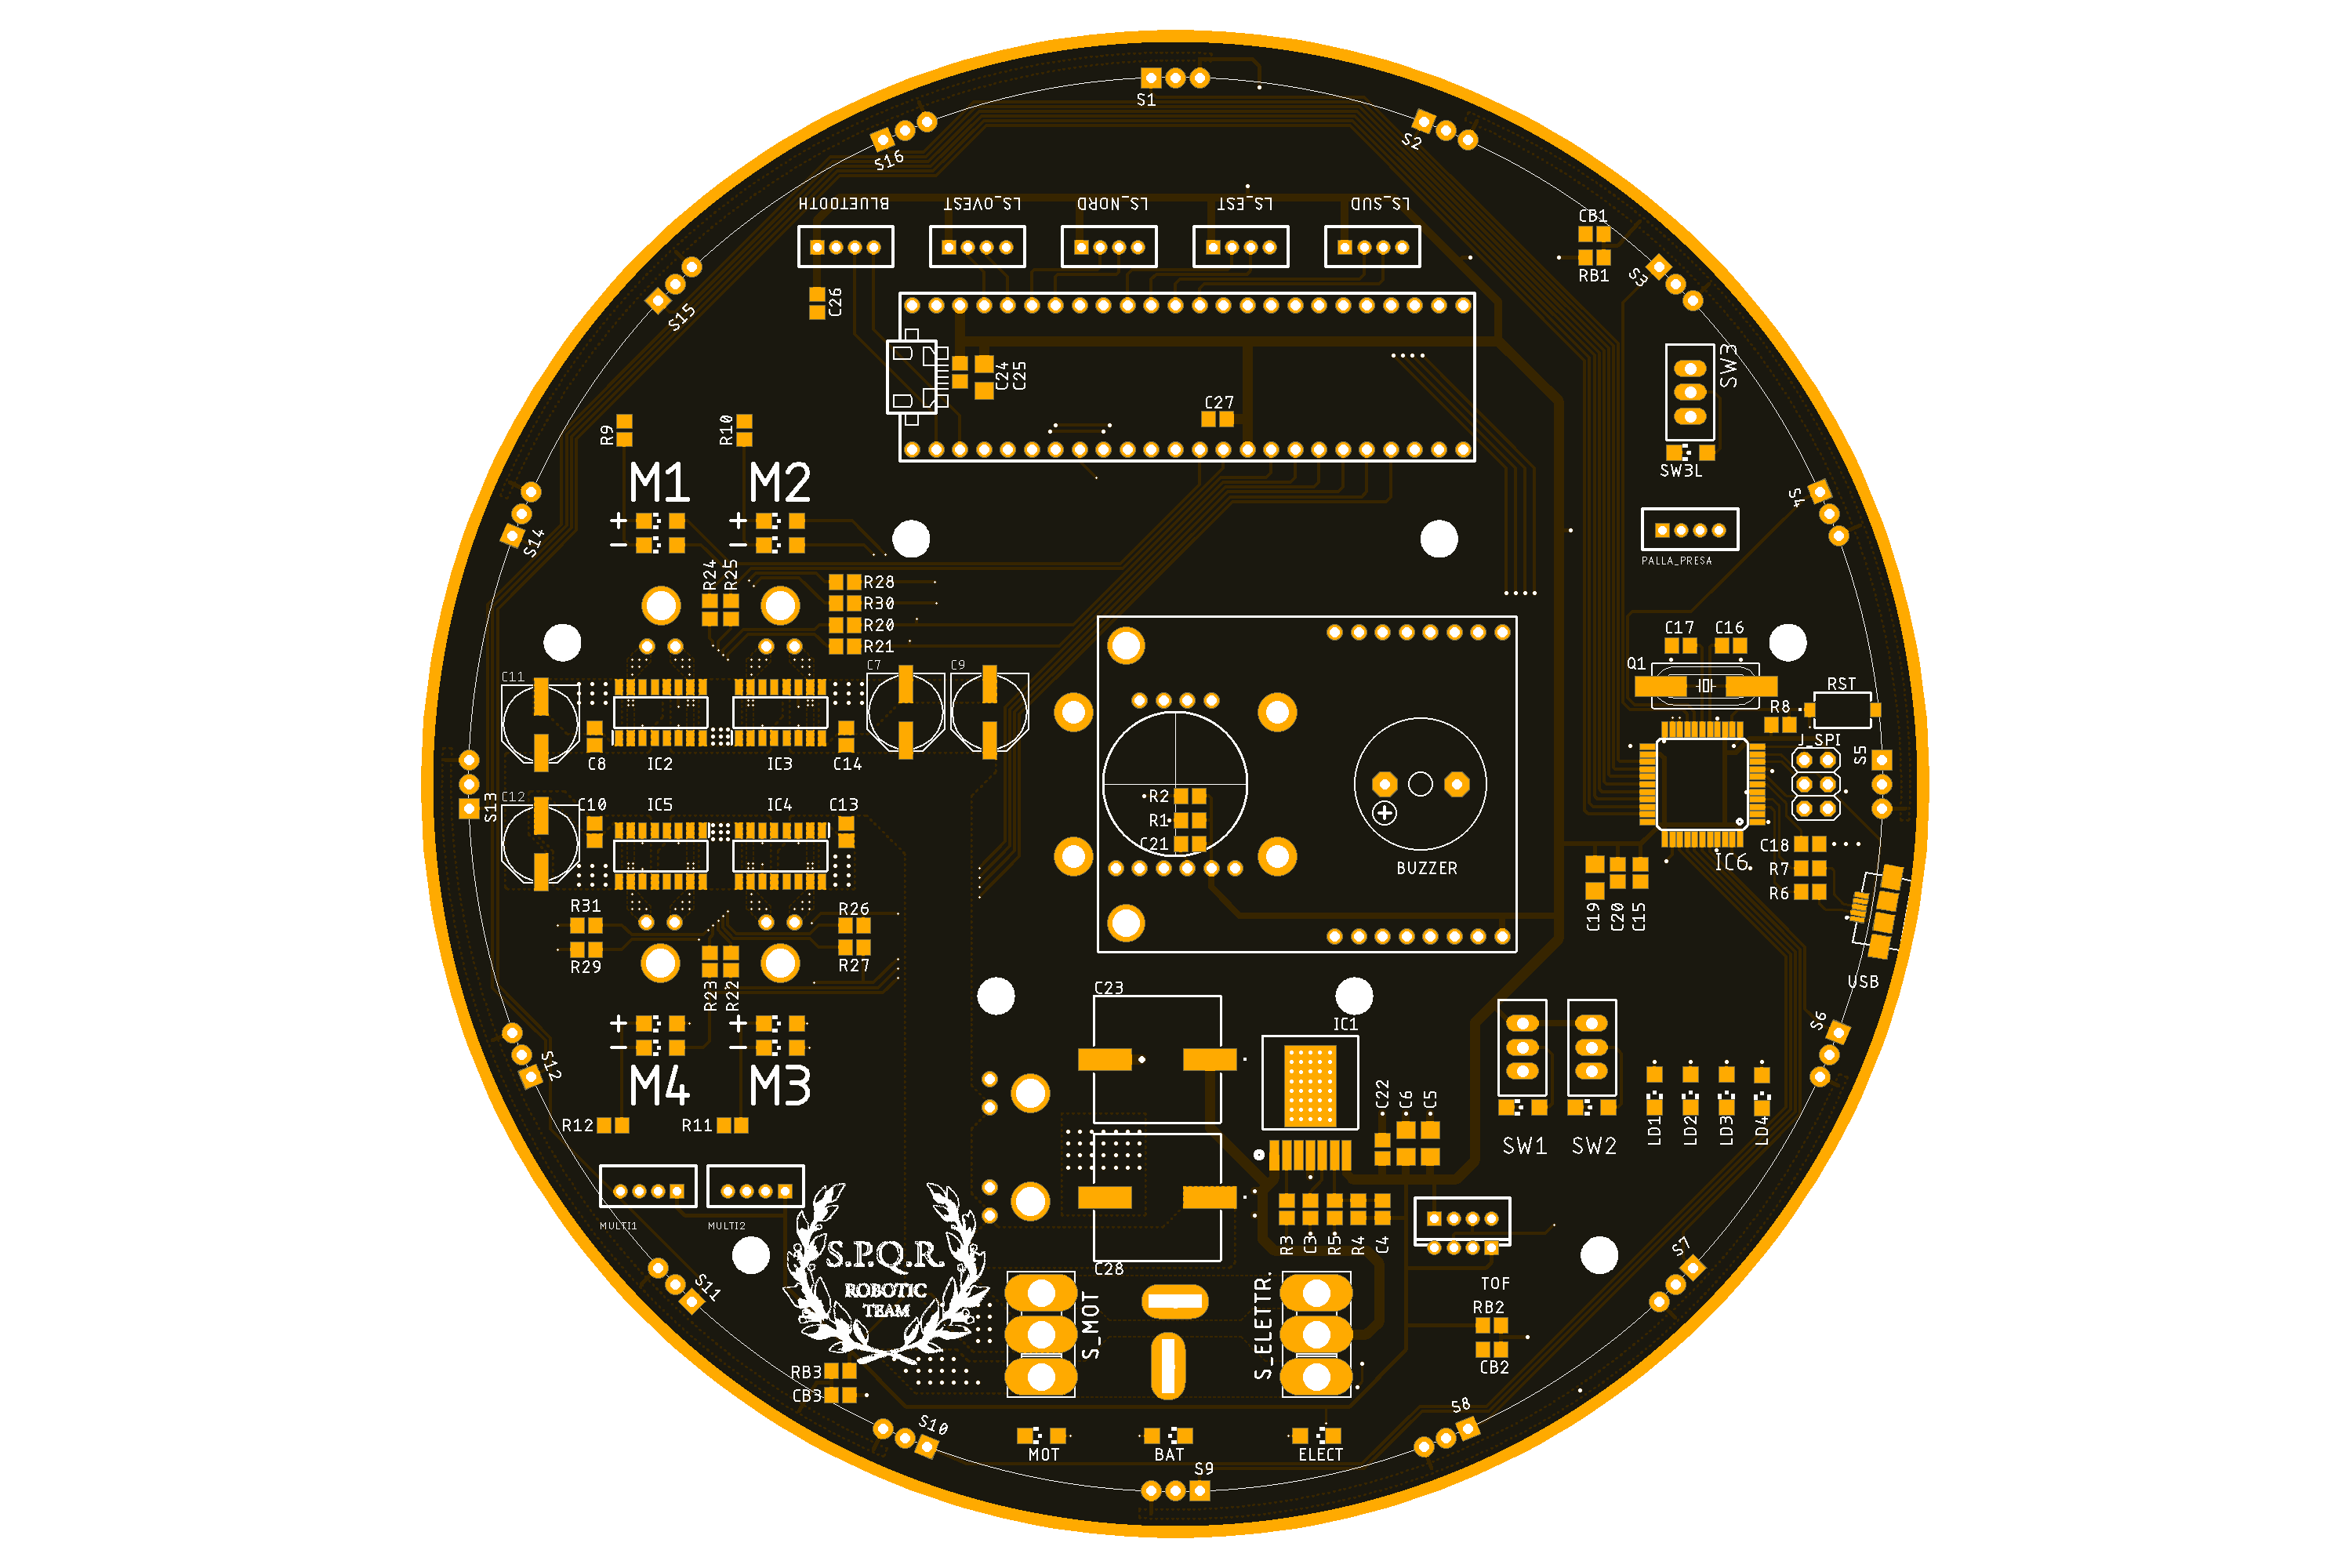 S1
S2
S16
BLUETOOTH
LS_OVEST
LS_NORD
LS_EST
LS_SUD
CB1
RB1
S3
S15
C26
C24
C25
C27
SW3
SW3L
R9
R10
M1
M2
+
+
-
-
S4
S14
PALLA_PRESA
R24
R25
R28
R30
R20
R21
C17
C16
Q1
C11
C7
C9
RST
R8
J_SPI
S5
C8
IC2
IC3
C14
C12
C10
IC5
IC4
C13
S13
R2
R1
C21
+
BUZZER
IC6
C18
R7
R6
C19
C20
C15
R31
R29
R26
R27
R23
R22
USB
C23
IC1
S6
+
+
-
-
M4
M3
S12
C22
C6
C5
R12
R11
SW1
SW2
LD1
LD2
LD3
LD4
MULTI1
MULTI2
R3
C3
R5
R4
C4
S.P.Q.R.
ROBOTIC
TEAM
C28
S7
S11
TOF
S_MOT
S_ELETTR.
RB2
CB2
RB3
CB3
S10
S8
MOT
BAT
ELECT
S9